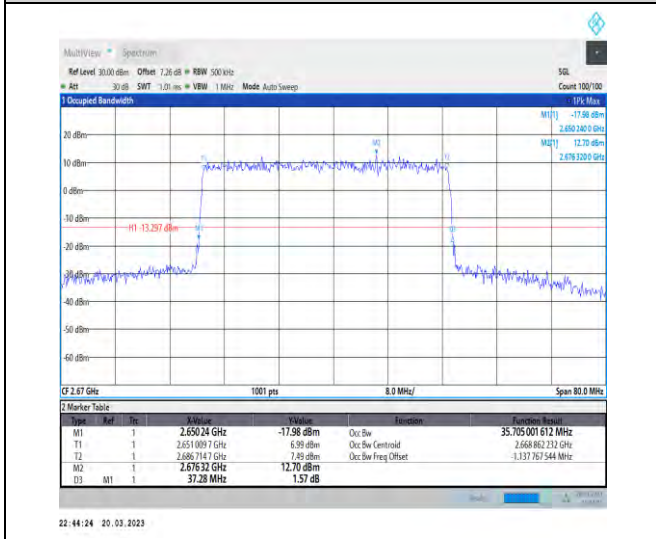 MultiView Spectrum
Ref Level 30.00 dBm Offset 7.26 dB RBW 500 kHz SGL
Att 30 dB SWT 1.01 ms VBW 1 MHz Mode Auto Sweep Count 100/100
1 Occupied Bandwidth 1Pk Max
M1[1] -17.98 dBm
2.650 240 0 GHz
M2[1] 12.70 dBm
2.676 320 0 GHz
20 dBm
M2
10 dBm
0 dBm
-10 dBm
H1 -13.297 dBm
-20 dBm
-30 dBm
-40 dBm
-50 dBm
-60 dBm
CF 2.67 GHz 1001 pts 8.0 MHz/ Span 80.0 MHz
2 Marker Table
Type Ref Trc X-Value Y-Value Function Function Result
M1 1 2.650 24 GHz -17.98 dBm Occ Bw 35.705 001 612 MHz
T1 1 2.651 009 7 GHz 6.99 dBm Occ Bw Centroid 2.668 862 232 GHz
T2 1 2.686 714 7 GHz 7.49 dBm Occ Bw Freq Offset -1.137 767 544 MHz
M2 1 2.676 32 GHz 12.70 dBm
D3 M1 1 37.28 MHz 1.57 dB
22:44:24 20.03.2023